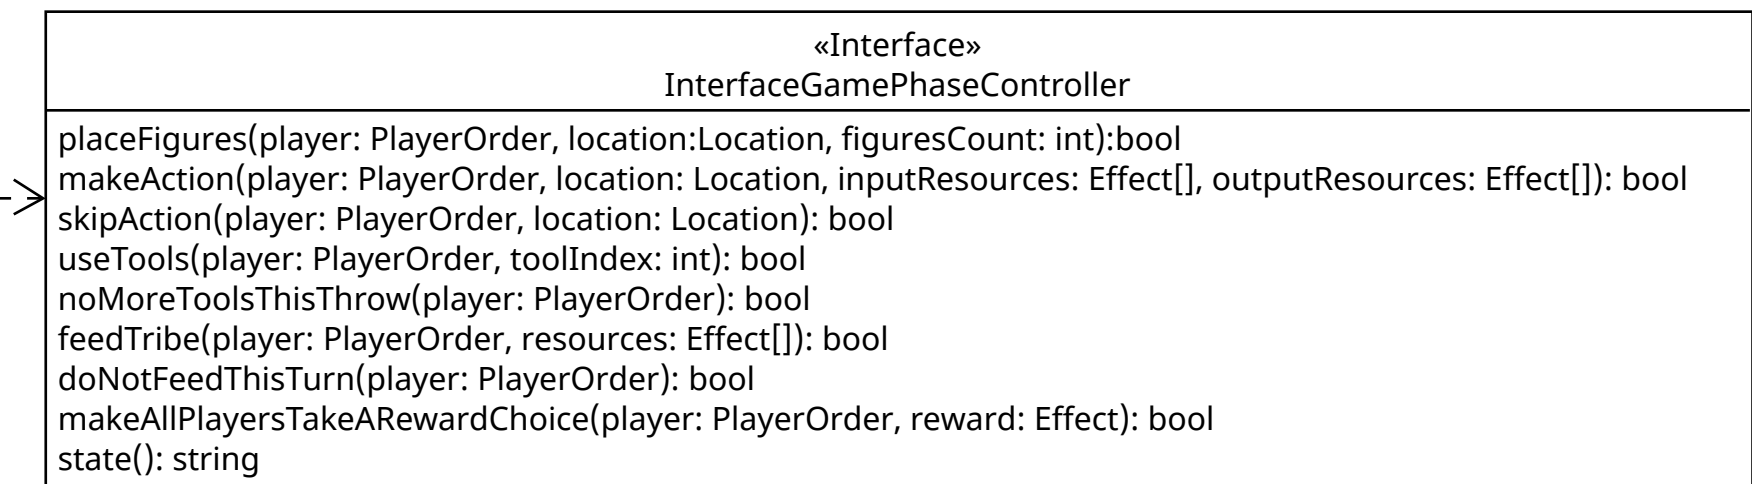 «Interface»
InterfaceGamePhaseController
placeFigures(player: PlayerOrder, location:Location, figuresCount: int):bool
makeAction(player: PlayerOrder, location: Location, inputResources: Effect[], outputResources: Effect[]): bool
skipAction(player: PlayerOrder, location: Location): bool
useTools(player: PlayerOrder, toolIndex: int): bool
noMoreToolsThisThrow(player: PlayerOrder): bool
feedTribe(player: PlayerOrder, resources: Effect[]): bool
doNotFeedThisTurn(player: PlayerOrder): bool
makeAllPlayersTakeARewardChoice(player: PlayerOrder, reward: Effect): bool
state(): string